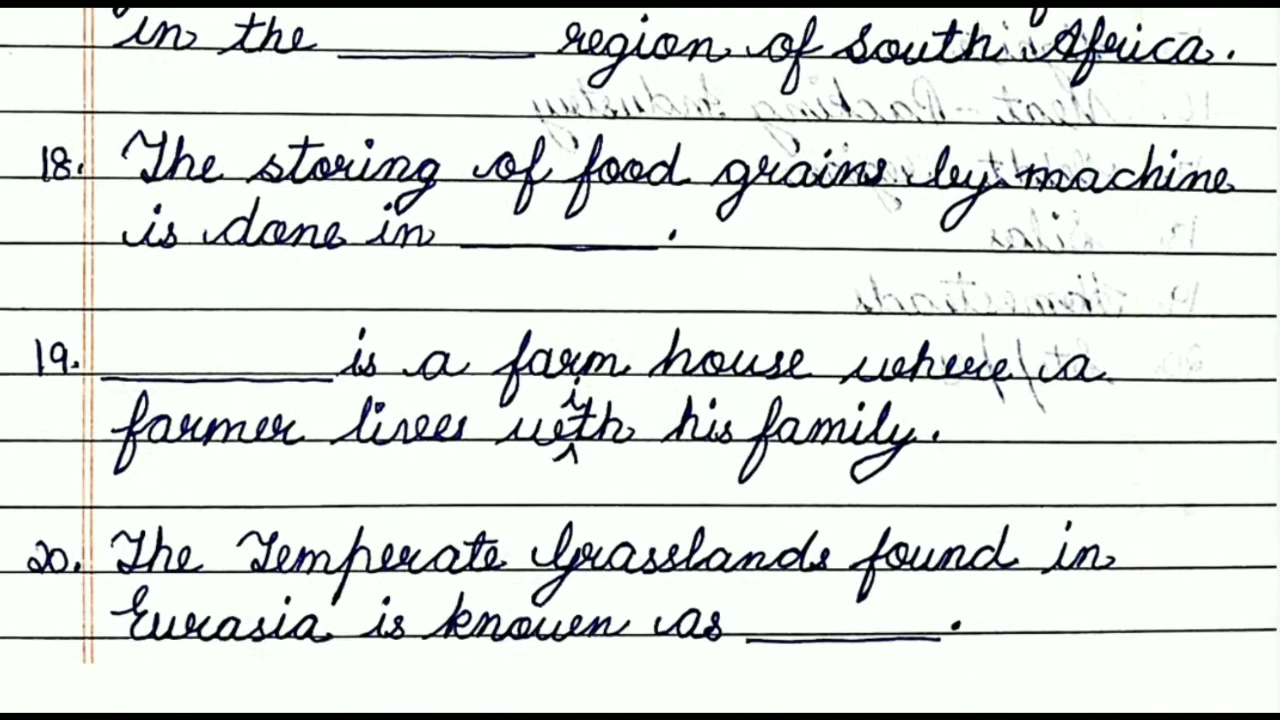 in the ______ region of South Africa.
18. The storing of food grains by machine
is done in ______.
19. ______ is a farm house where a
farmer lives with his family.
20. The Temperate Grasslands found in
Eurasia is known as ______.